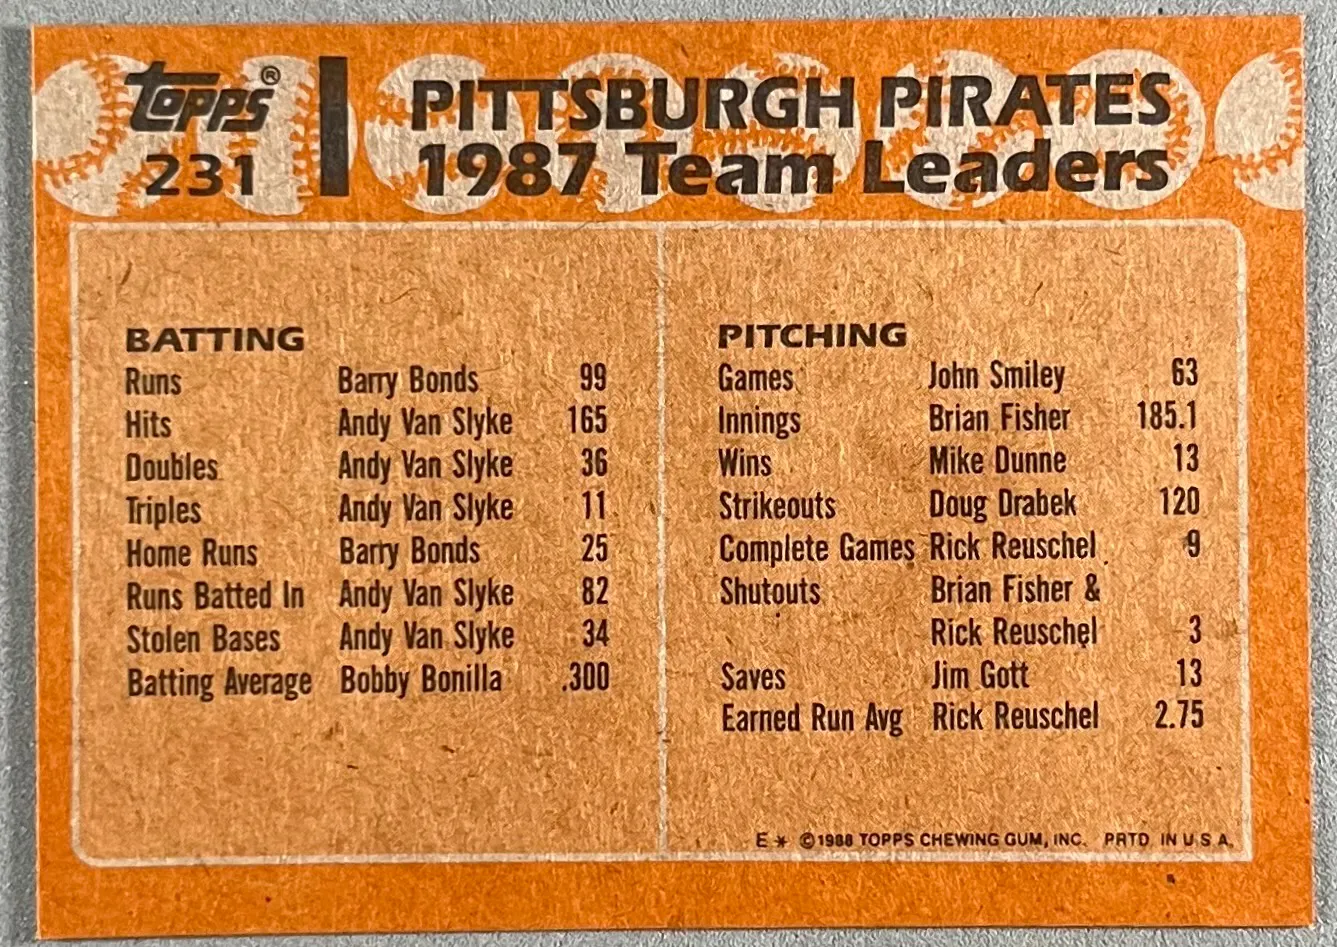 Topps® PITTSBURGH PIRATES
231 1987 Team Leaders
BATTING
Runs Barry Bonds 99
Hits Andy Van Slyke 165
Doubles Andy Van Slyke 36
Triples Andy Van Slyke 11
Home Runs Barry Bonds 25
Runs Batted In Andy Van Slyke 82
Stolen Bases Andy Van Slyke 34
Batting Average Bobby Bonilla .300
PITCHING
Games John Smiley 63
Innings Brian Fisher 185.1
Wins Mike Dunne 13
Strikeouts Doug Drabek 120
Complete Games Rick Reuschel 9
Shutouts Brian Fisher &
Rick Reuschel 3
Saves Jim Gott 13
Earned Run Avg Rick Reuschel 2.75
E * ©1988 TOPPS CHEWING GUM, INC. PRTD IN U.S.A.